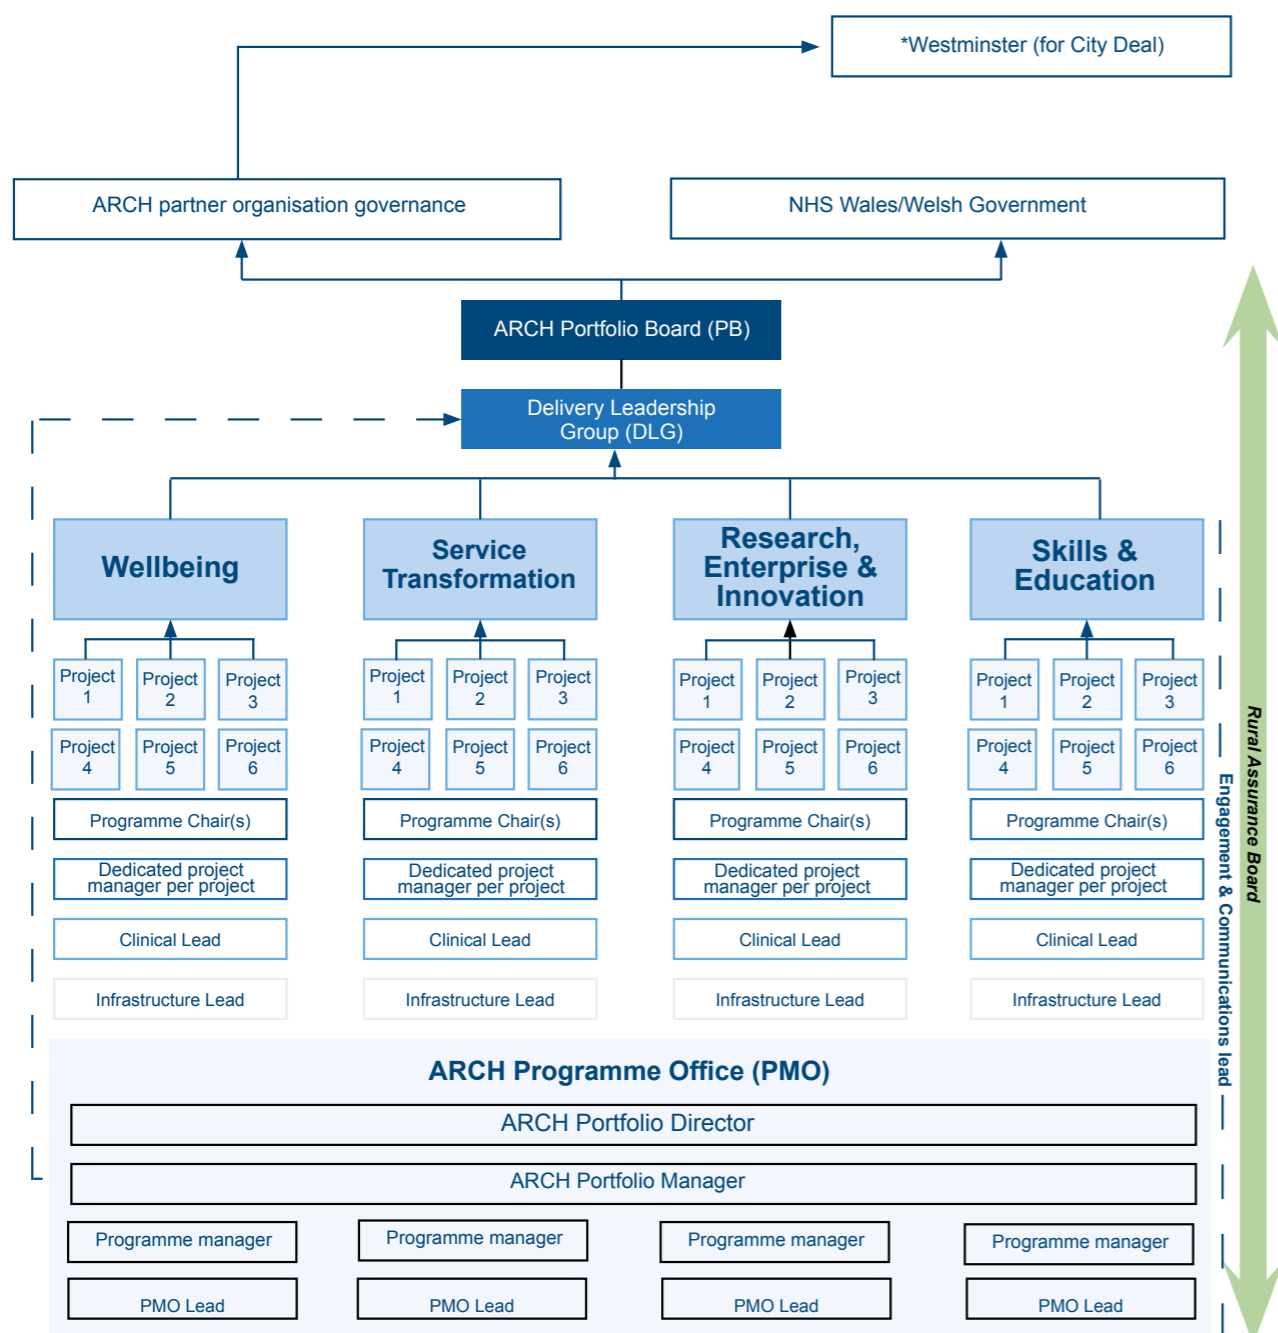 *Westminster (for City Deal)
ARCH partner organisation governance
NHS Wales/Welsh Government
ARCH Portfolio Board (PB)
Delivery Leadership
Group (DLG)
Wellbeing
Service
Transformation
Research,
Enterprise &
Innovation
Skills &
Education
Project
1
Project
2
Project
3
Project
1
Project
2
Project
3
Project
1
Project
2
Project
3
Project
1
Project
2
Project
3
Project
4
Project
5
Project
6
Project
4
Project
5
Project
6
Project
4
Project
5
Project
6
Project
4
Project
5
Project
6
Programme Chair(s)
Programme Chair(s)
Programme Chair(s)
Programme Chair(s)
Dedicated project
manager per project
Dedicated project
manager per project
Dedicated project
manager per project
Dedicated project
manager per project
Clinical Lead
Clinical Lead
Clinical Lead
Clinical Lead
Infrastructure Lead
Infrastructure Lead
Infrastructure Lead
Infrastructure Lead
Engagement & Communications lead
Rural Assurance Board
ARCH Programme Office (PMO)
ARCH Portfolio Director
ARCH Portfolio Manager
Programme manager
Programme manager
Programme manager
Programme manager
PMO Lead
PMO Lead
PMO Lead
PMO Lead